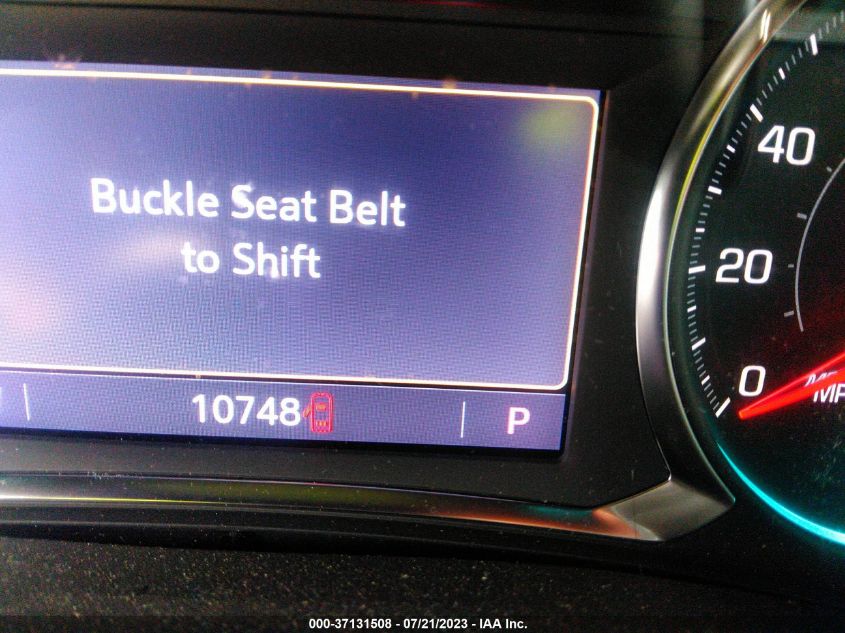 Buckle Seat Belt
to Shift
10748
P
40
20
0
000-37131508 - 07/21/2023 - IAA Inc.